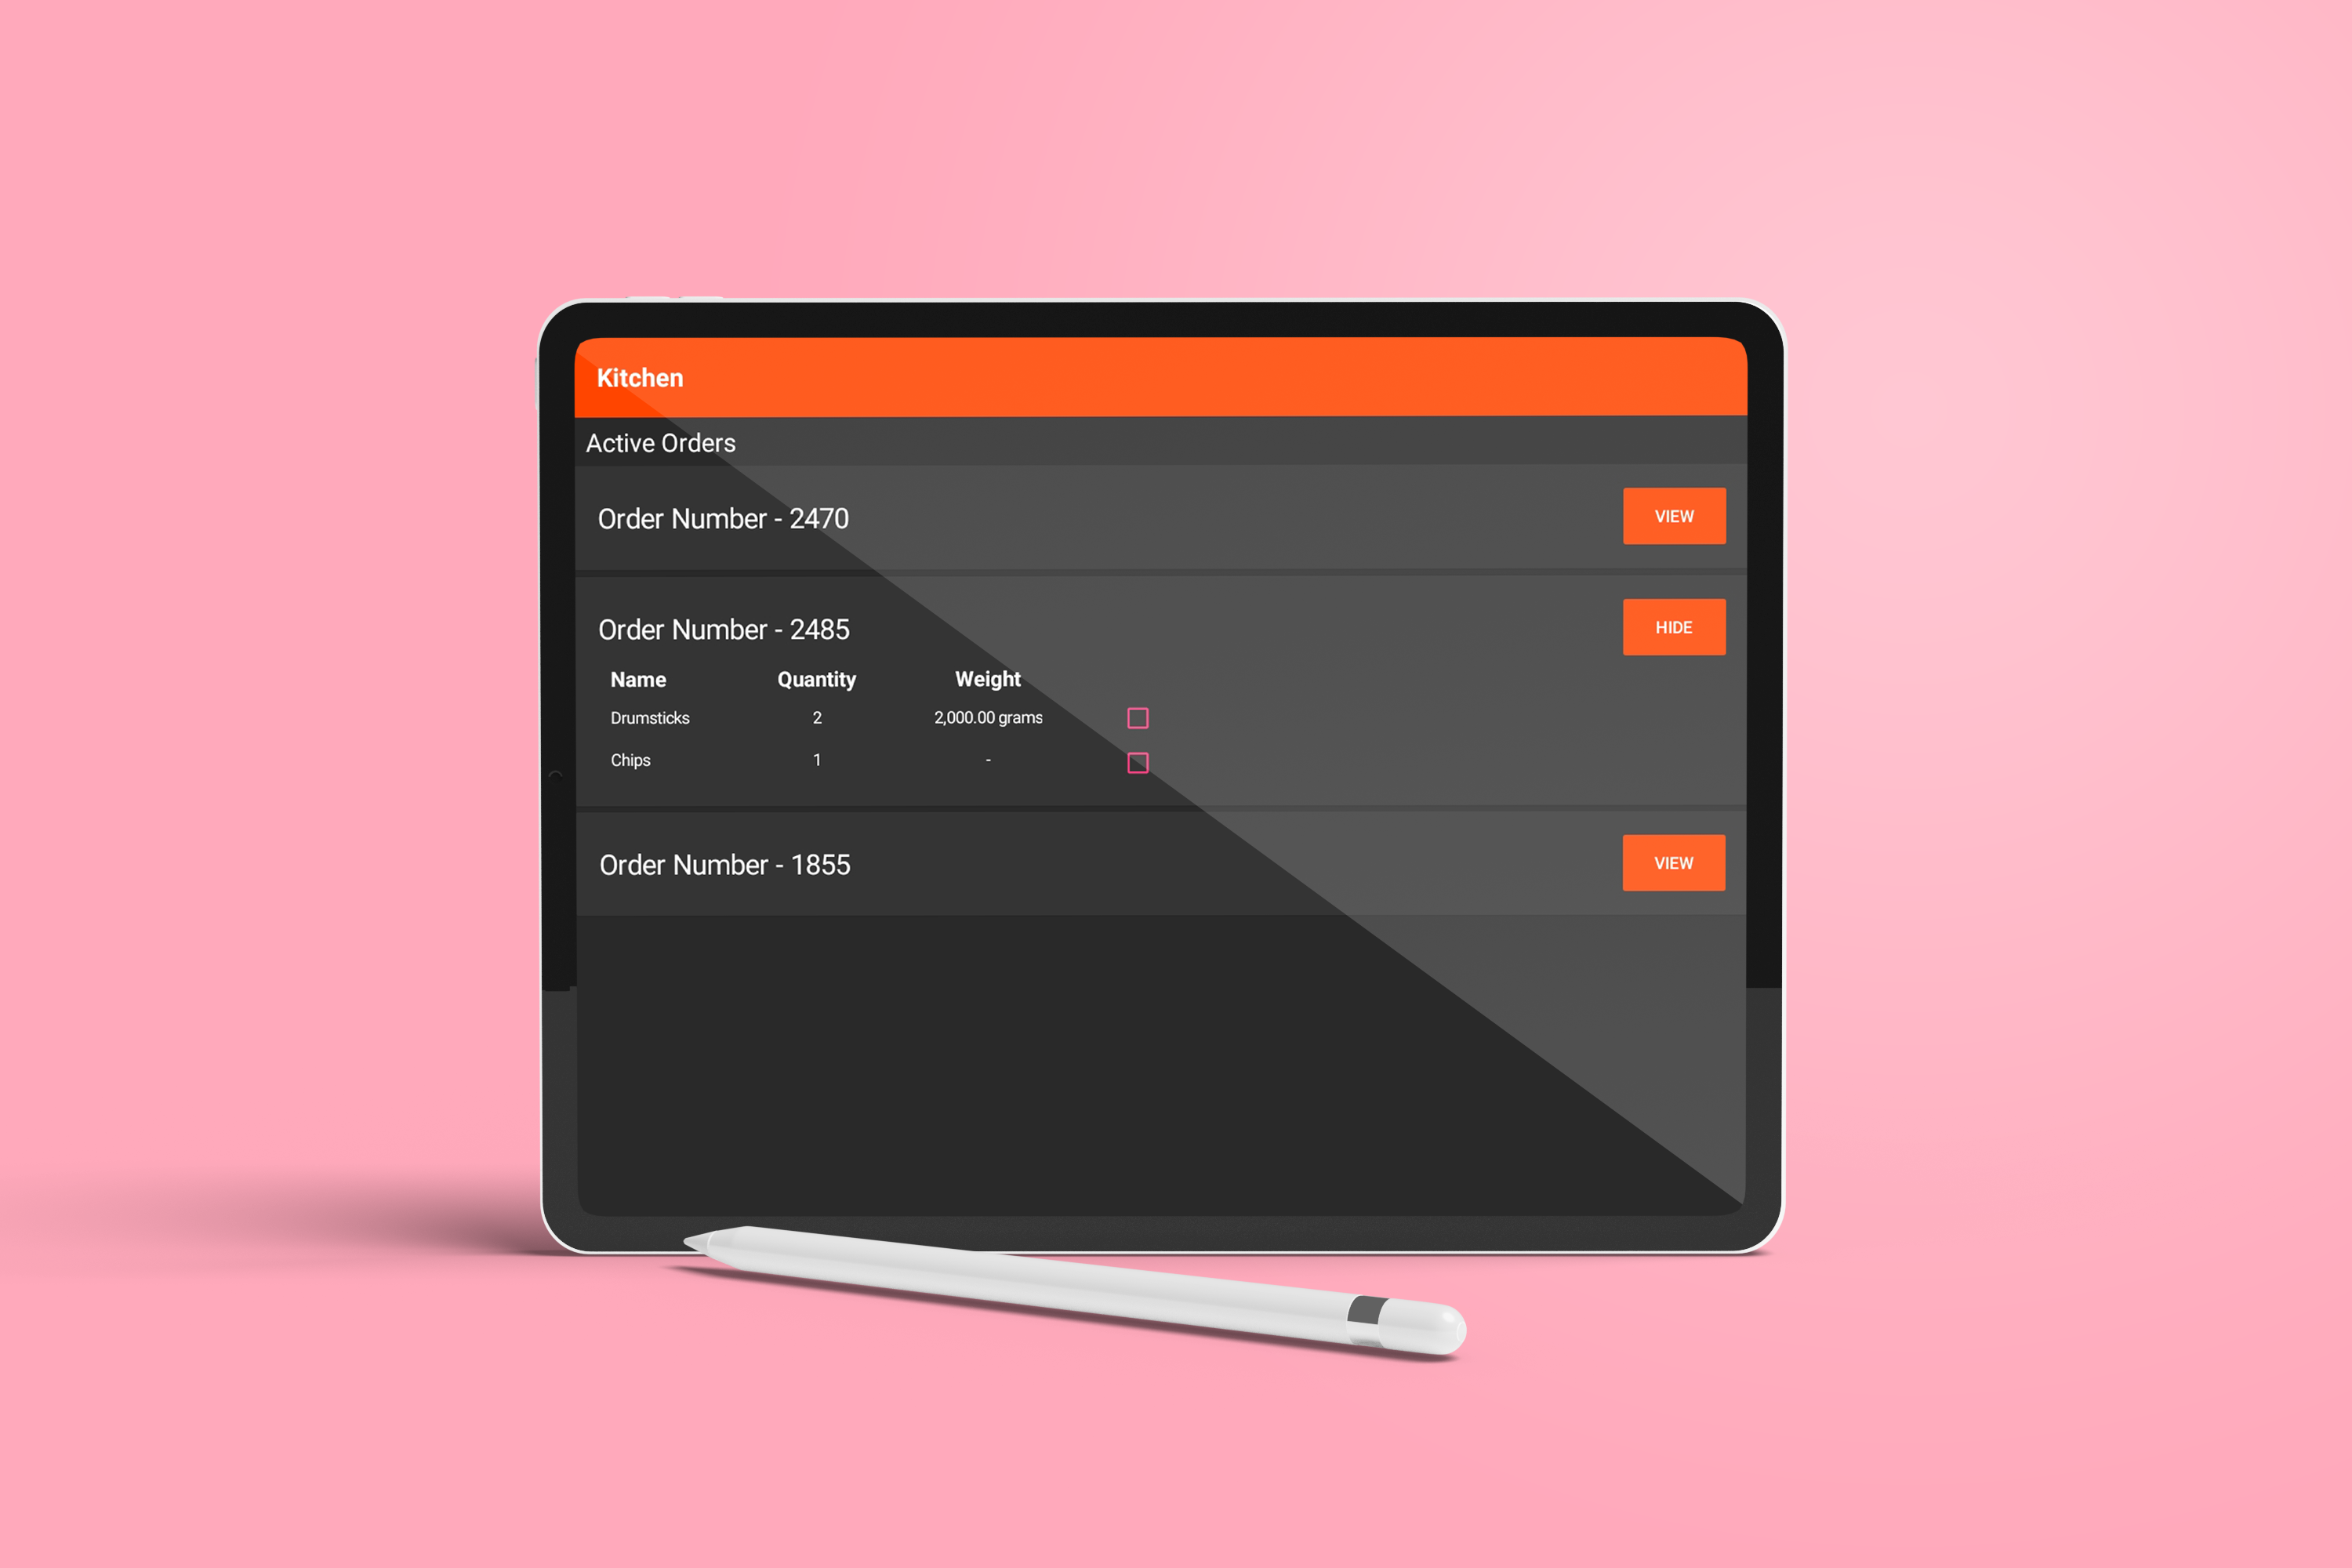 Kitchen
Active Orders
Order Number - 2470 VIEW
Order Number - 2485 HIDE
Name Quantity Weight
Drumsticks 2 2,000.00 grams
Chips 1 -
Order Number - 1855 VIEW